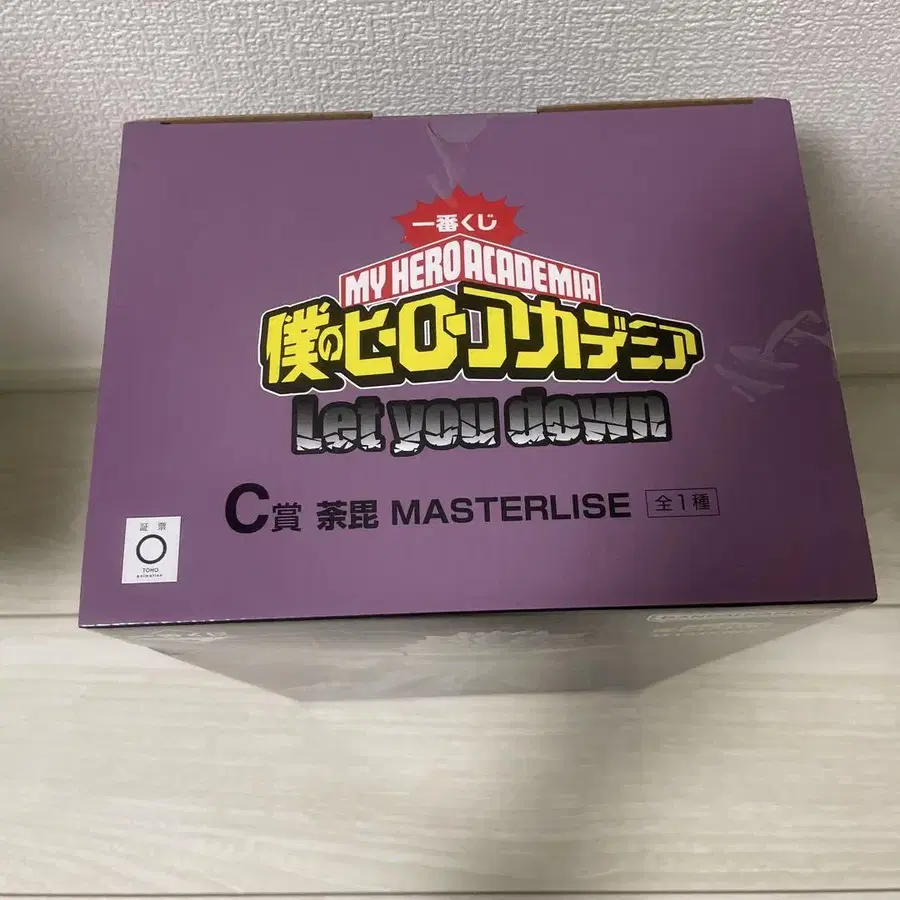 一番くじ
MY HERO ACADEMIA
僕のヒーローアカデミア
Let you down
C賞 荼毘 MASTERLISE 全1種
証票
TOHO
animation